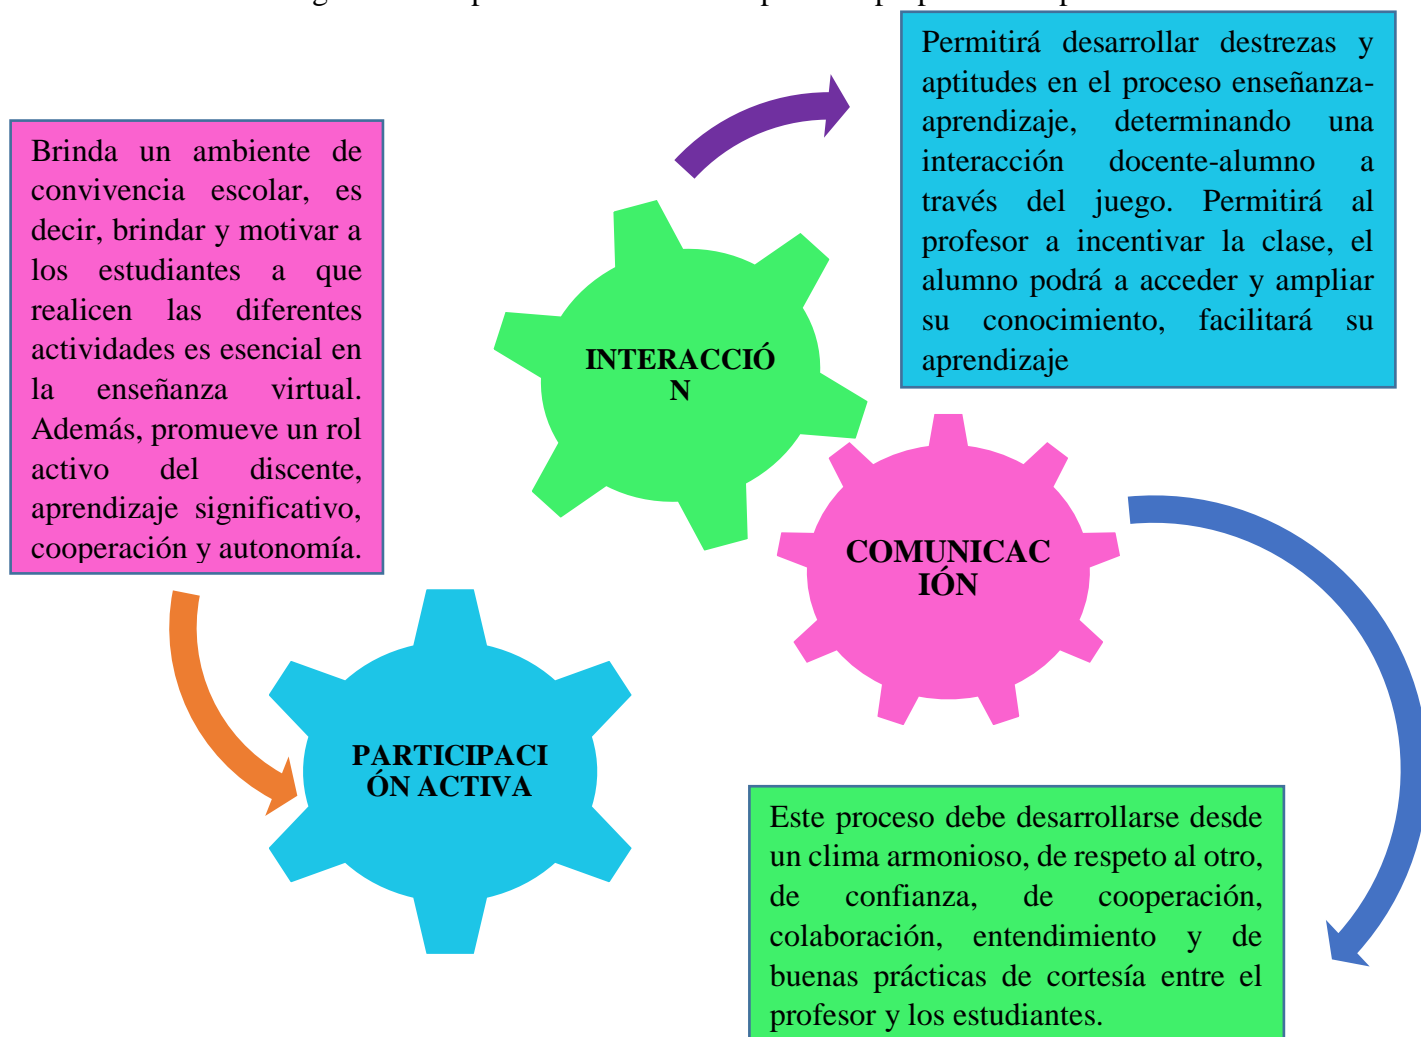 Permitirá desarrollar destrezas y
aptitudes en el proceso enseñanza-
aprendizaje, determinando una
interacción docente-alumno a
través del juego. Permitirá al
profesor a incentivar la clase, el
alumno podrá a acceder y ampliar
su conocimiento, facilitará su
aprendizaje
Brinda un ambiente de
convivencia escolar, es
decir, brindar y motivar a
los estudiantes a que
realicen las diferentes
actividades es esencial en
la enseñanza virtual.
Además, promueve un rol
activo del discente,
aprendizaje significativo,
cooperación y autonomía.
INTERACCIÓ
N
COMUNICAC
IÓN
PARTICIPACI
ÓN ACTIVA
Este proceso debe desarrollarse desde
un clima armonioso, de respeto al otro,
de confianza, de cooperación,
colaboración, entendimiento y de
buenas prácticas de cortesía entre el
profesor y los estudiantes.